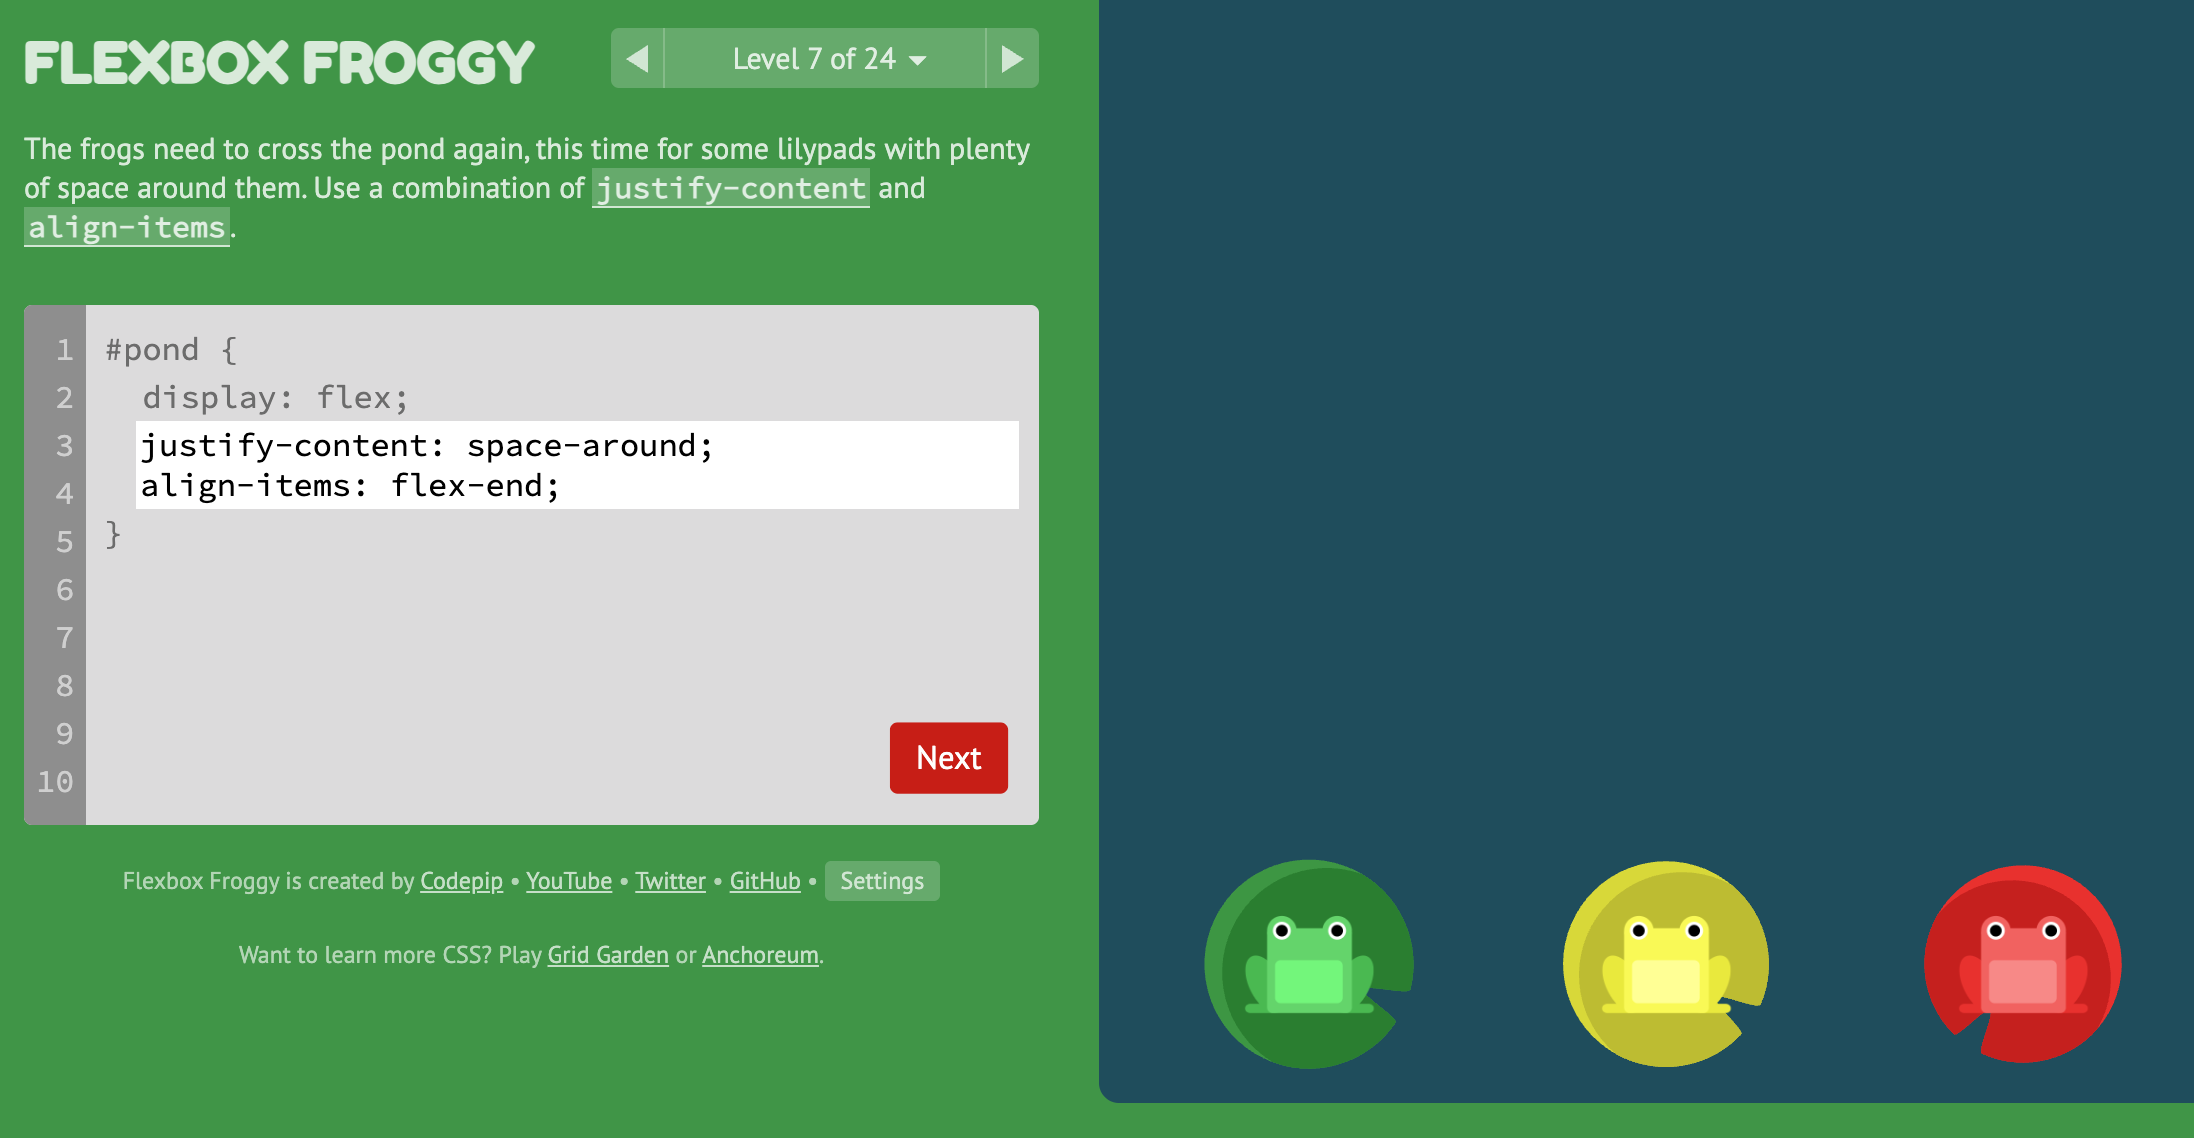 FLEXBOX FROGGY
Level 7 of 24
The frogs need to cross the pond again, this time for some lilypads with plenty
of space around them. Use a combination of justify-content and
align-items.
1 #pond {
2 display: flex;
3 justify-content: space-around;
4 align-items: flex-end;
5 }
6
7
8
9
10
Next
Flexbox Froggy is created by Codepip • YouTube • Twitter • GitHub • Settings
Want to learn more CSS? Play Grid Garden or Anchoreum.